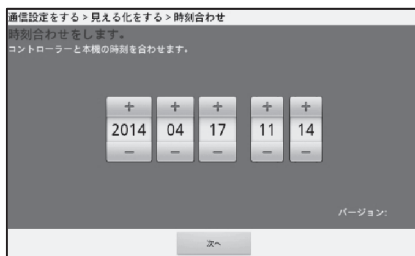 通信設定をする > 見える化をする > 時刻合わせ
時刻合わせをします。
コントローラーと本機の時刻を合わせます。
+ + + + +
2014 04 17 11 14
− − − − −
バージョン:
次へ